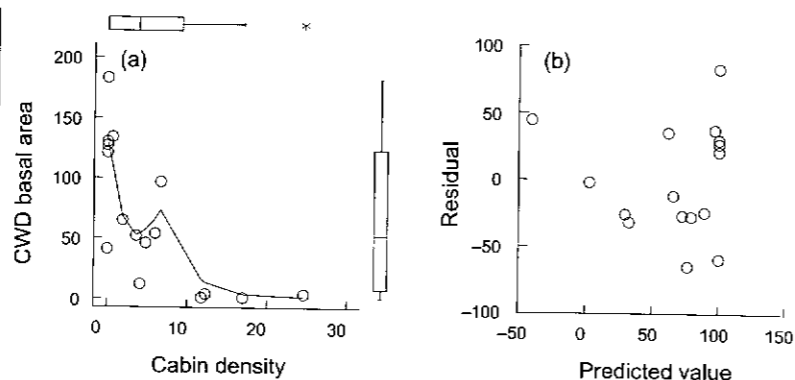 (a)
CWD basal area
200
150
100
50
0
0 10 20 30
Cabin density
(b)
Residual
100
50
0
−50
−100
−50 0 50 100 150
Predicted value